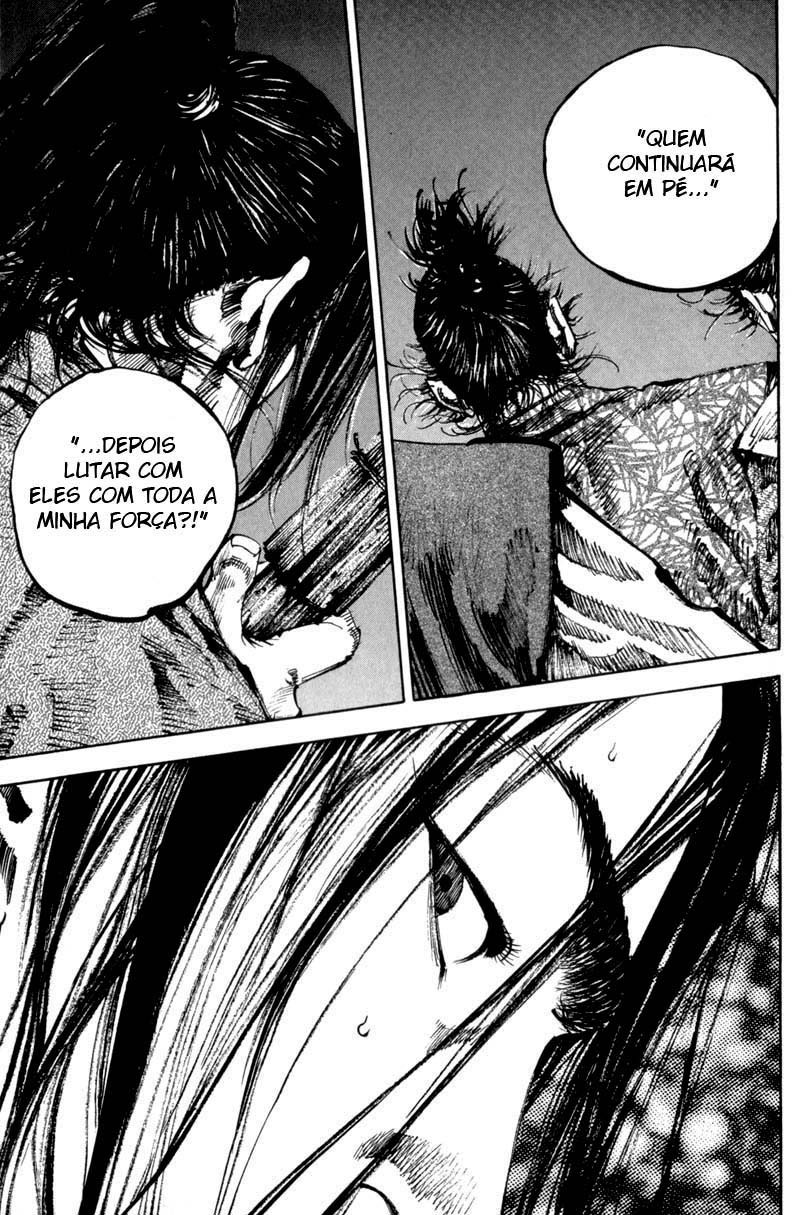 "QUEM
CONTINUARÁ
EM PÉ..."
"...DEPOIS
LUTAR COM
ELES COM TODA A
MINHA FORÇA?!"